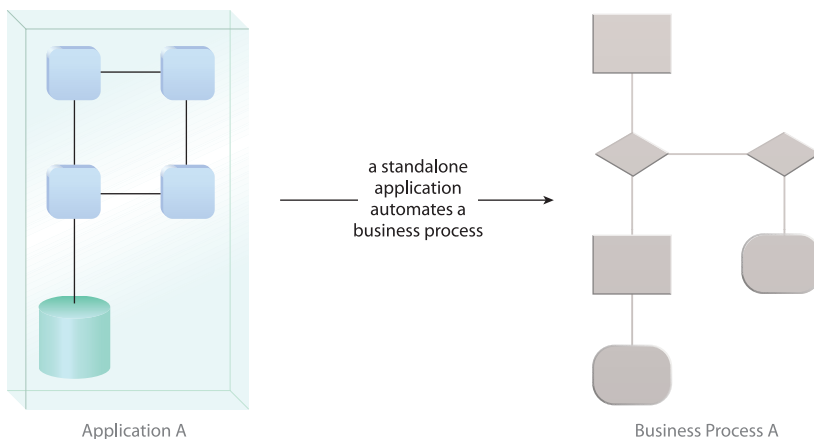 a standalone
application
automates a
business process
Application A
Business Process A